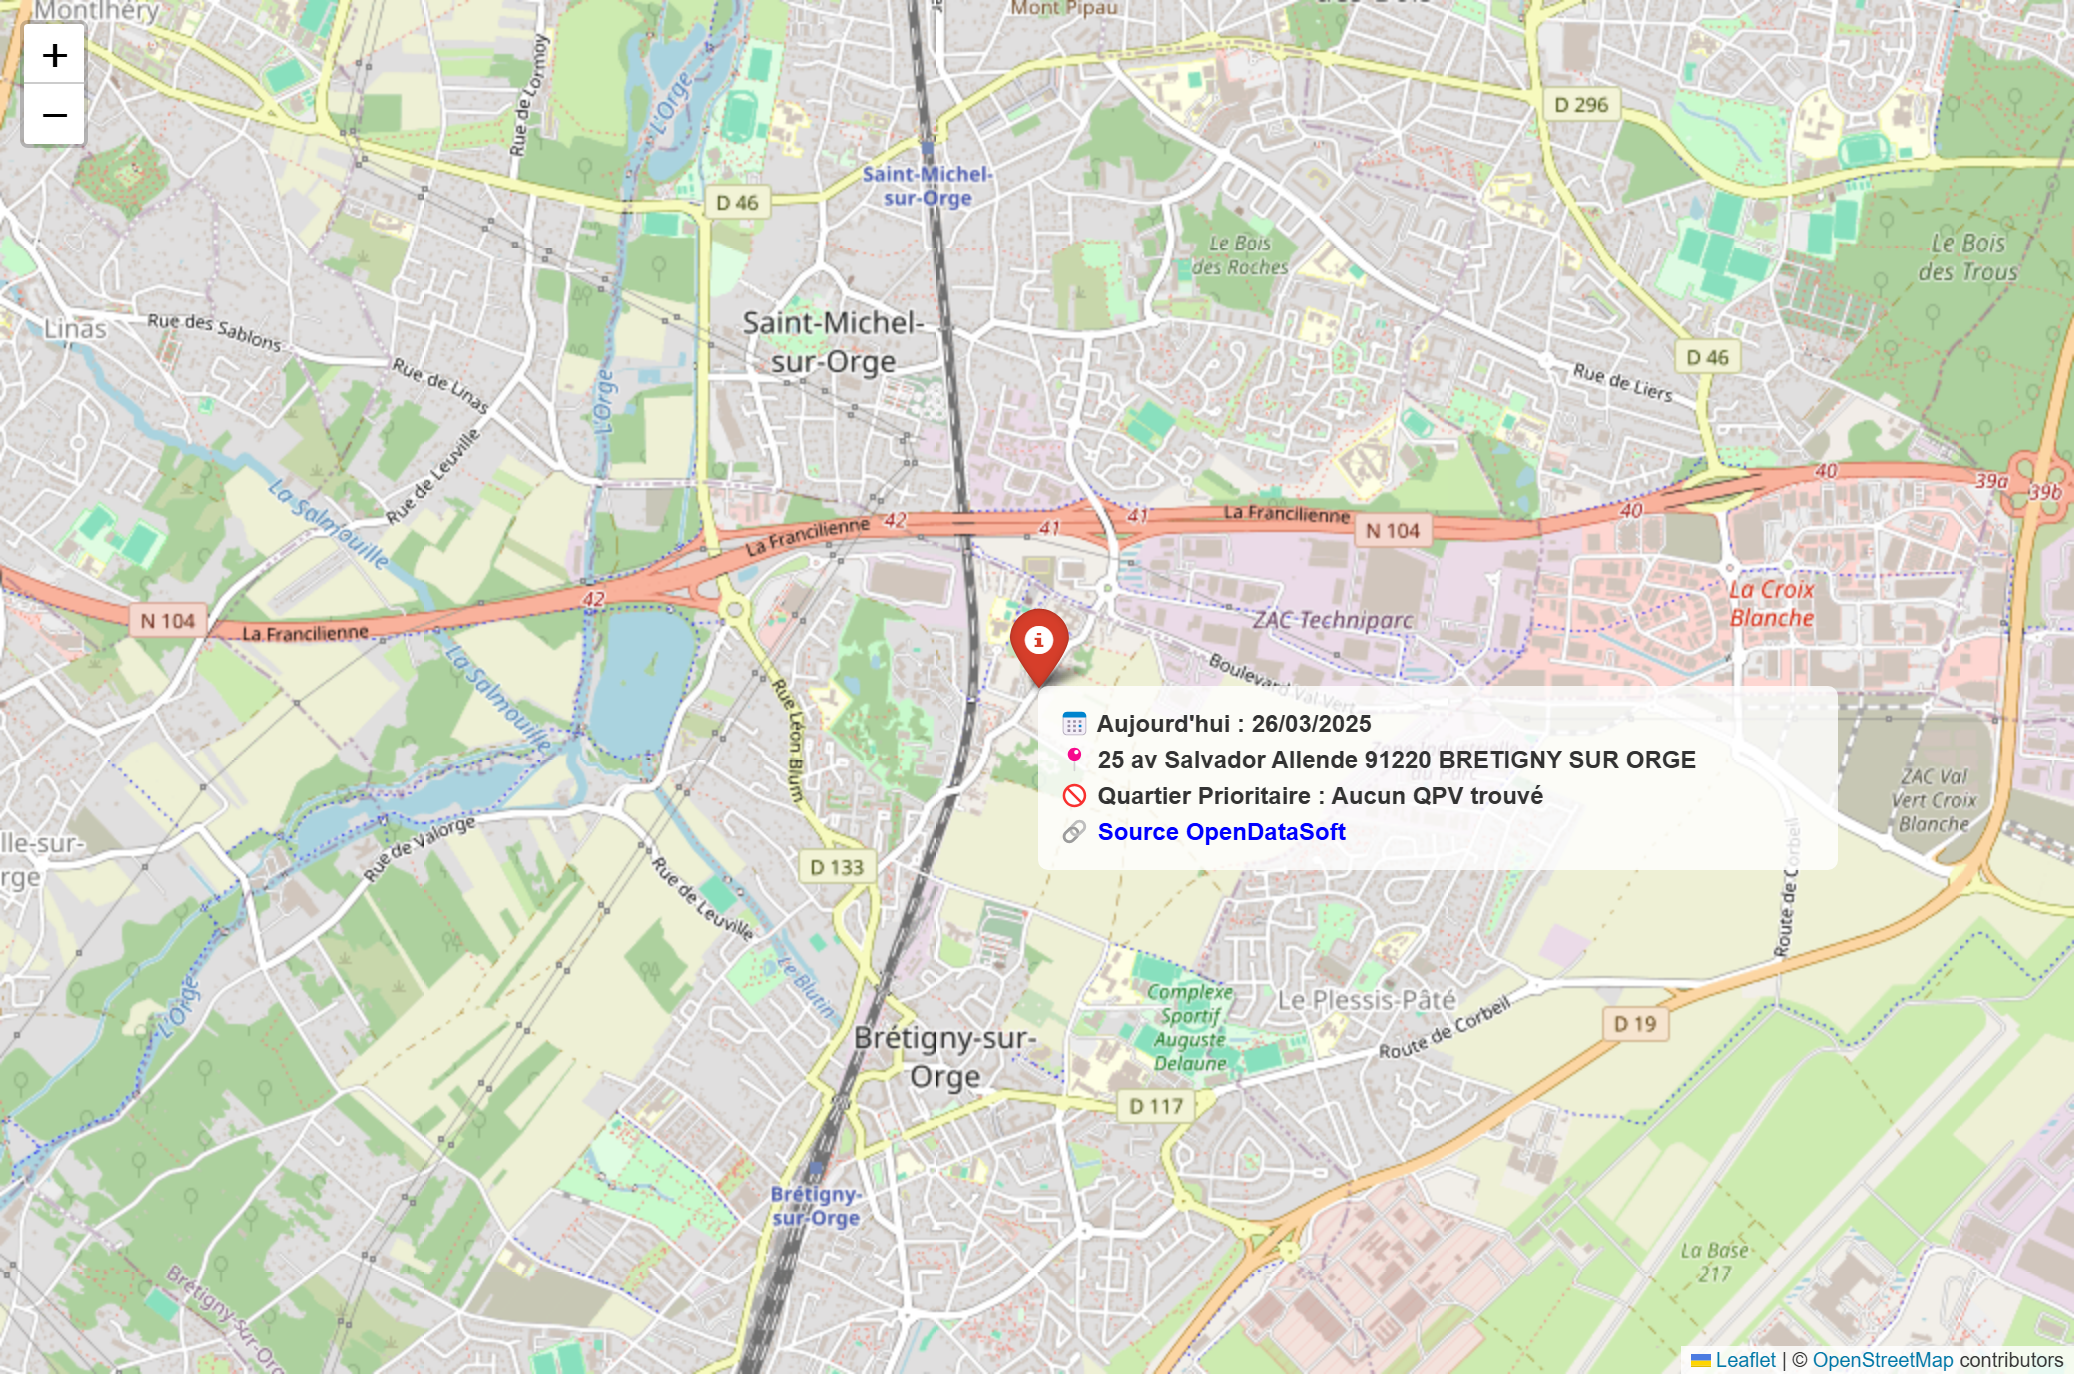 Montlhéry
+
−
Rue de Lormoy
L'Orge
Mont Pipau
D 296
Saint-Michel-
sur-Orge
D 46
Le Bois
des Roches
Le Bois
des Trous
Linas
Rue des Sablons
Saint-Michel-
sur-Orge
D 46
Rue de Linas
Rue de Liers
L'Orge
Rue de Leuville
La Salmouille
40
39a
39b
La Francilienne
42
41
41
La Francilienne
N 104
40
42
N 104
La Francilienne
La Croix
Blanche
ZAC Techniparc
La Salmouille
Boulevard Val Vert
Rue Léon Blum
Aujourd'hui : 26/03/2025
25 av Salvador Allende 91220 BRETIGNY SUR ORGE
Quartier Prioritaire : Aucun QPV trouvé
Source OpenDataSoft
Zone Industrielle
du Parc
ZAC Val
Vert Croix
Blanche
lle-sur-
rge
Rue de Valorge
D 133
Rue de Leuville
Route de Corbeil
L'Orge
Le Blutin
Complexe
Sportif
Auguste
Delaune
Le Plessis-Pâté
Route de Corbeil
D 19
Brétigny-sur-
Orge
D 117
Brétigny-
sur-Orge
La Base
217
Brétigny-sur-Or
Leaflet | © OpenStreetMap contributors